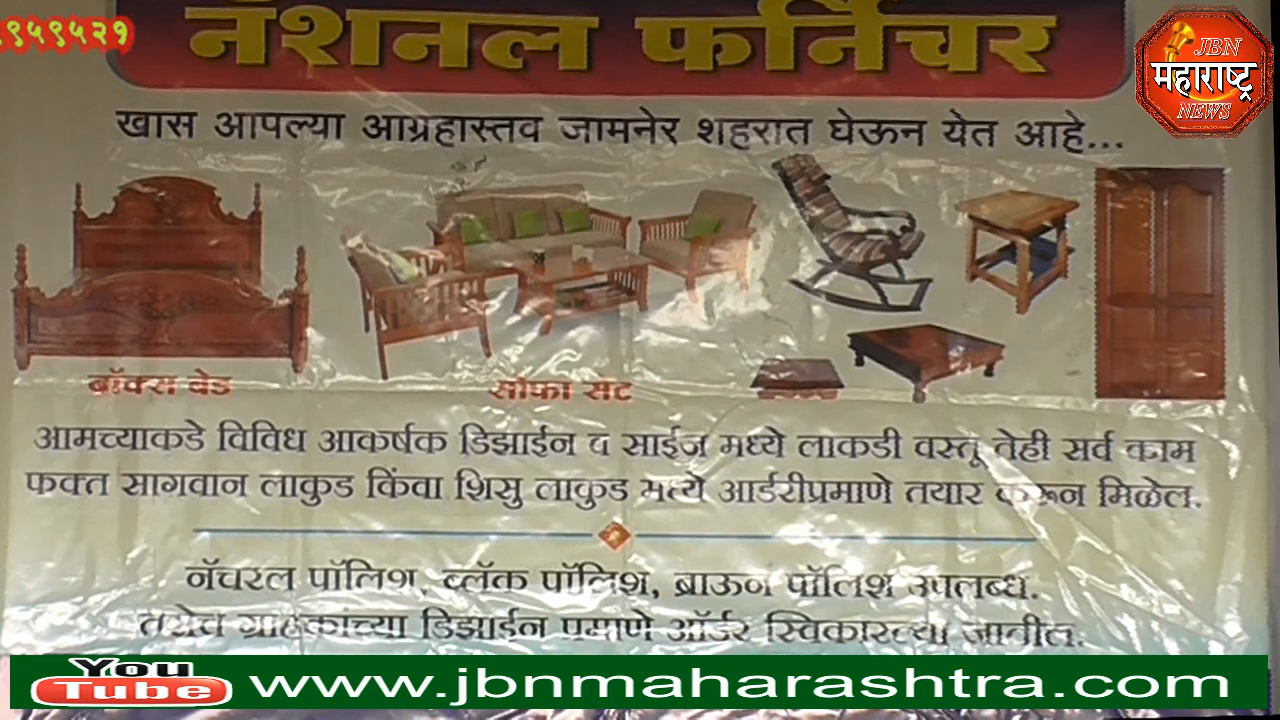 ९५९५२१
नॅशनल फर्निचर
JBN
महाराष्ट्र
NEWS
खास आपल्या आग्रहास्तव जामनेर शहरात घेऊन येत आहे...
बॉक्स बेड
सोफा सेट
आमच्याकडे विविध आकर्षक डिझाईन व साईज मध्ये लाकडी वस्तू तेही सर्व काम
फक्त सागवान लाकुड किंवा शिसु लाकुड मध्ये आर्डरीप्रमाणे तयार करून मिळेल.
नॅचरल पॉलिश, ब्लॅक पॉलिश, ब्राऊन पॉलिश उपलब्ध.
तसेच ग्राहकांच्या डिझाईन प्रमाणे ऑर्डर स्विकारल्या जातील.
You
Tube
www.jbnmaharashtra.com